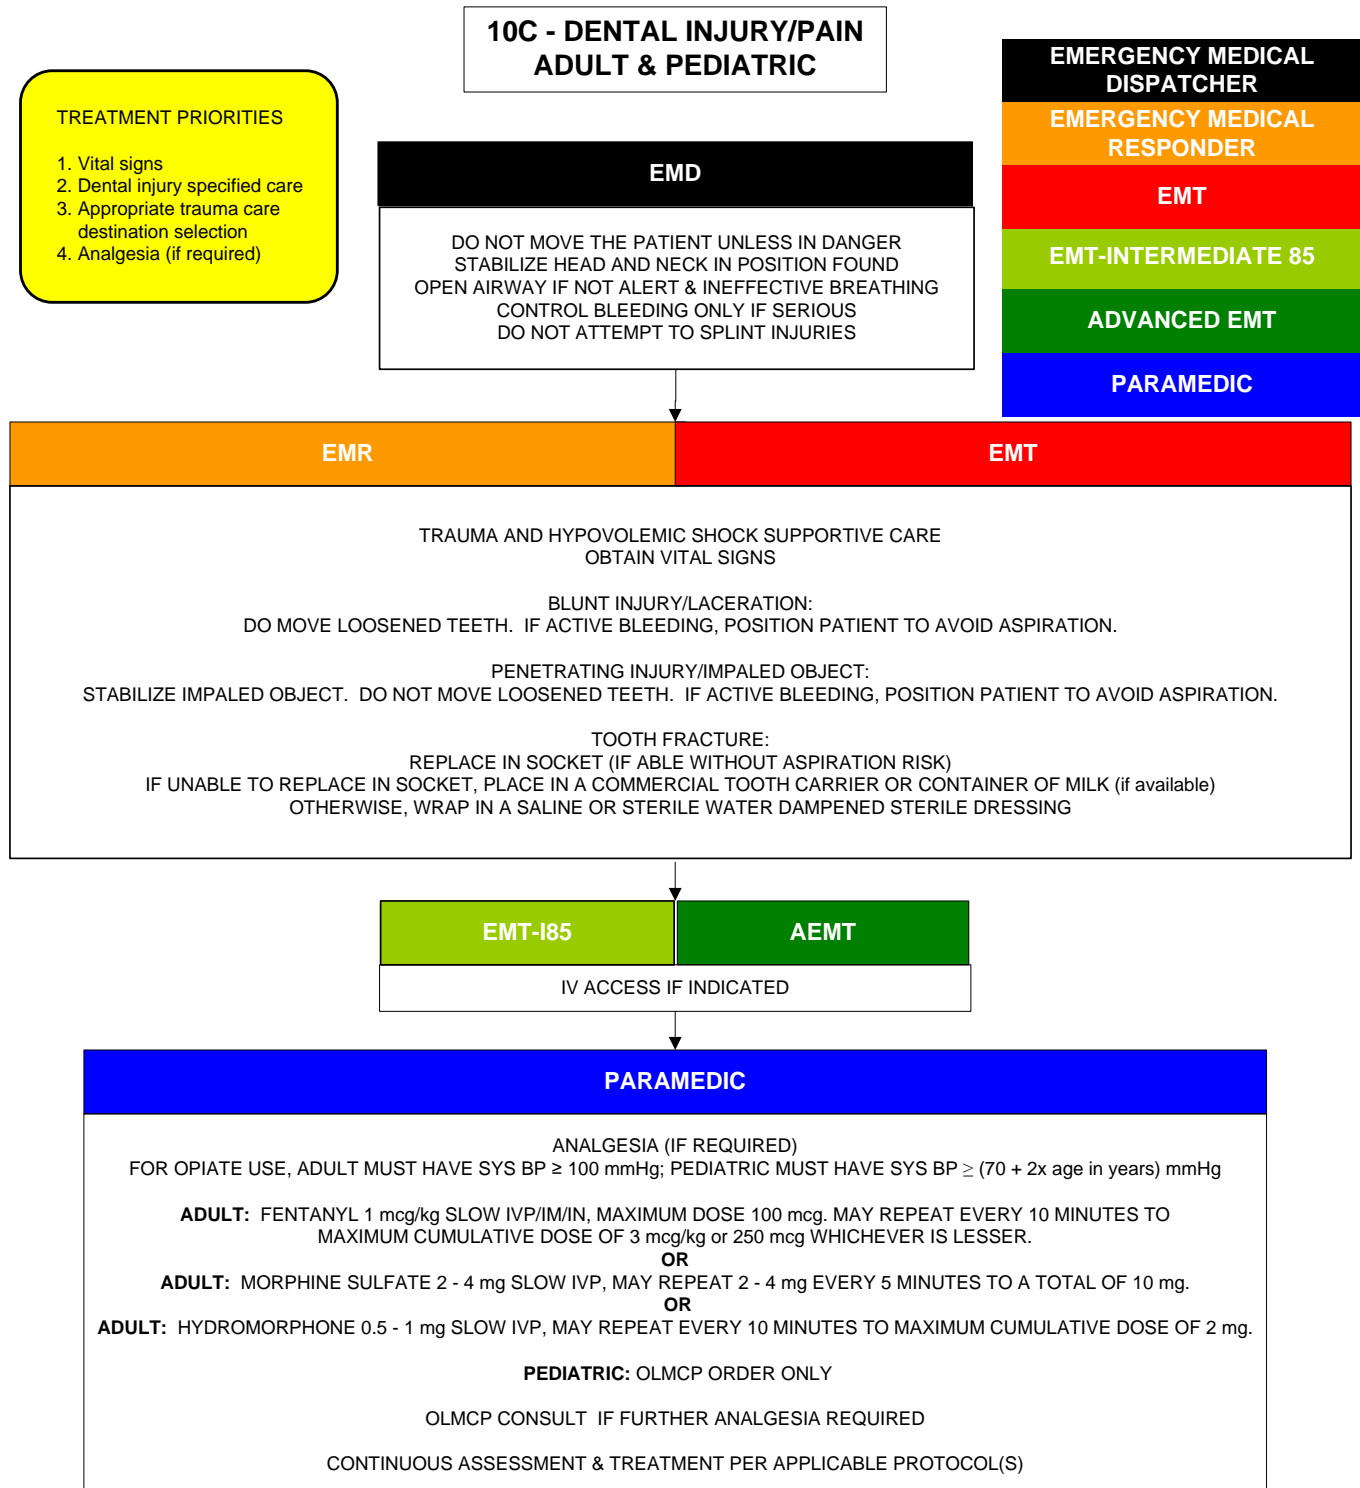 10C - DENTAL INJURY/PAIN
ADULT & PEDIATRIC
TREATMENT PRIORITIES
1. Vital signs
2. Dental injury specified care
3. Appropriate trauma care
destination selection
4. Analgesia (if required)
EMERGENCY MEDICAL
DISPATCHER
EMERGENCY MEDICAL
RESPONDER
EMT
EMT-INTERMEDIATE 85
ADVANCED EMT
PARAMEDIC
EMD
DO NOT MOVE THE PATIENT UNLESS IN DANGER
STABILIZE HEAD AND NECK IN POSITION FOUND
OPEN AIRWAY IF NOT ALERT & INEFFECTIVE BREATHING
CONTROL BLEEDING ONLY IF SERIOUS
DO NOT ATTEMPT TO SPLINT INJURIES
EMR
EMT
TRAUMA AND HYPOVOLEMIC SHOCK SUPPORTIVE CARE
OBTAIN VITAL SIGNS
BLUNT INJURY/LACERATION:
DO MOVE LOOSENED TEETH.  IF ACTIVE BLEEDING, POSITION PATIENT TO AVOID ASPIRATION.
PENETRATING INJURY/IMPALED OBJECT:
STABILIZE IMPALED OBJECT.  DO NOT MOVE LOOSENED TEETH.  IF ACTIVE BLEEDING, POSITION PATIENT TO AVOID ASPIRATION.
TOOTH FRACTURE:
REPLACE IN SOCKET (IF ABLE WITHOUT ASPIRATION RISK)
IF UNABLE TO REPLACE IN SOCKET, PLACE IN A COMMERCIAL TOOTH CARRIER OR CONTAINER OF MILK (if available)
OTHERWISE, WRAP IN A SALINE OR STERILE WATER DAMPENED STERILE DRESSING
EMT-I85
AEMT
IV ACCESS IF INDICATED
PARAMEDIC
ANALGESIA (IF REQUIRED)
FOR OPIATE USE, ADULT MUST HAVE SYS BP ≥ 100 mmHg; PEDIATRIC MUST HAVE SYS BP ≥ (70 + 2x age in years) mmHg
ADULT:  FENTANYL 1 mcg/kg SLOW IVP/IM/IN, MAXIMUM DOSE 100 mcg. MAY REPEAT EVERY 10 MINUTES TO
MAXIMUM CUMULATIVE DOSE OF 3 mcg/kg or 250 mcg WHICHEVER IS LESSER.
OR
ADULT:  MORPHINE SULFATE 2 - 4 mg SLOW IVP, MAY REPEAT 2 - 4 mg EVERY 5 MINUTES TO A TOTAL OF 10 mg.
OR
ADULT:  HYDROMORPHONE 0.5 - 1 mg SLOW IVP, MAY REPEAT EVERY 10 MINUTES TO MAXIMUM CUMULATIVE DOSE OF 2 mg.
PEDIATRIC: OLMCP ORDER ONLY
OLMCP CONSULT  IF FURTHER ANALGESIA REQUIRED
CONTINUOUS ASSESSMENT & TREATMENT PER APPLICABLE PROTOCOL(S)